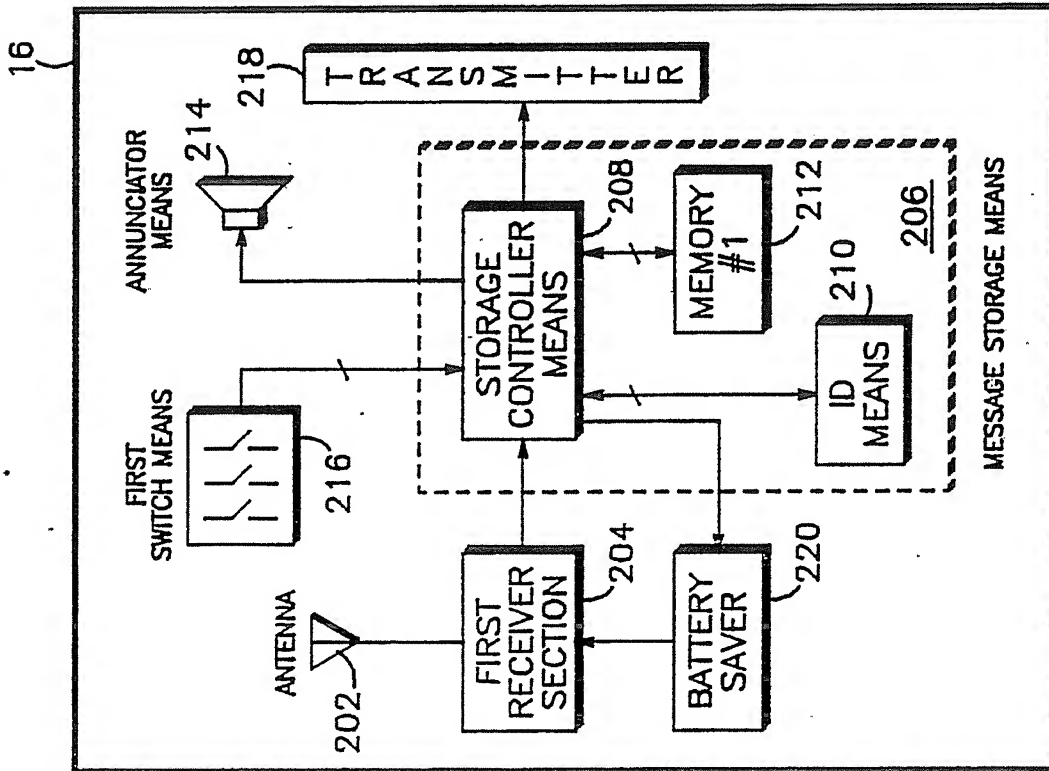 16
ANTENNA
202
FIRST
SWITCH MEANS
216
ANNUNCIATOR
MEANS
214
218
TRANSMITTER
FIRST
RECEIVER
SECTION
204
STORAGE
CONTROLLER
MEANS
208
BATTERY
SAVER
220
ID
MEANS
210
MEMORY
#1
212
206
MESSAGE STORAGE MEANS